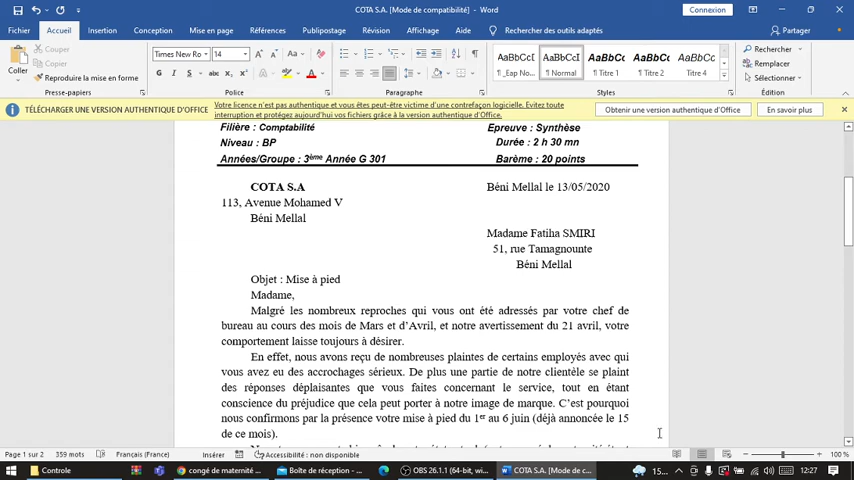 COTA S.A. [Mode de compatibilité] - Word
Connexion
Fichier Accueil Insertion Conception Mise en page Références Publipostage Révision Affichage Aide Recherche des outils adaptés Partager
Coller
Couper
Copier
Reproduire la mise en forme
Presse-papiers
Times New Ro 14
Police
Paragraphe
AaBbCcI AaBbCcI AaBbCcI AaBbCcI AaBbCcI
_Eap No... ¶ Normal ¶ Titre 1 ¶ Titre 2 ¶ Titre 4
Styles
Rechercher
Remplacer
Sélectionner
Édition
TÉLÉCHARGER UNE VERSION AUTHENTIQUE D'OFFICE Votre licence n'est pas authentique et vous êtes peut-être victime d'une contrefaçon logicielle. Évitez toute
interruption et protégez aujourd'hui vos fichiers grâce à la version authentique d'Office.
Obtenir une version authentique d'Office En savoir plus
Filière : Comptabilité Epreuve : Synthèse
Niveau : BP Durée : 2 h 30 mn
Années/Groupe : 3ème Année G 301 Barème : 20 points
COTA S.A Béni Mellal le 13/05/2020
113, Avenue Mohamed V
Béni Mellal
Madame Fatiha SMIRI
51, rue Tamagnounte
Béni Mellal
Objet : Mise à pied
Madame,
Malgré les nombreux reproches qui vous ont été adressés par votre chef de
bureau au cours des mois de Mars et d'Avril, et notre avertissement du 21 avril, votre
comportement laisse toujours à désirer.
En effet, nous avons reçu de nombreuses plaintes de certains employés avec qui
vous avez eu des accrochages sérieux. De plus une partie de notre clientèle se plaint
des réponses déplaisantes que vous faites concernant le service, tout en étant
conscience du préjudice que cela peut porter à notre image de marque. C'est pourquoi
nous confirmons par la présence votre mise à pied du 1er au 6 juin (déjà annoncée le 15
de ce mois).
Page 1 sur 2 359 mots Français (France) Insérer Accessibilité : non disponible 100 %
Controle congé de maternité ... Boîte de réception - ... OBS 26.1.1 (64-bit, wi... COTA S.A. [Mode de c... 15... 12:27